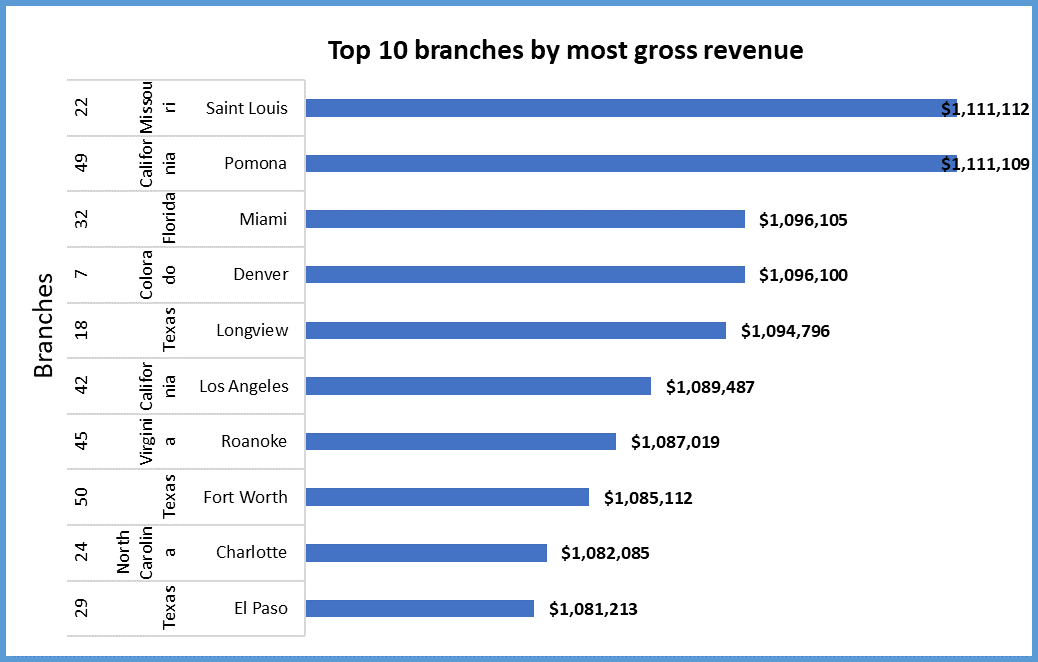 Top 10 branches by most gross revenue
Branches
22 Missou
ri Saint Louis $1,111,112
49 Califor
nia Pomona $1,111,109
32 Florida Miami $1,096,105
7 Colora
do Denver $1,096,100
18 Texas Longview $1,094,796
42 Califor
nia Los Angeles $1,089,487
45 Virgini
a Roanoke $1,087,019
50 Texas Fort Worth $1,085,112
24 North
Carolin
a Charlotte $1,082,085
29 Texas El Paso $1,081,213